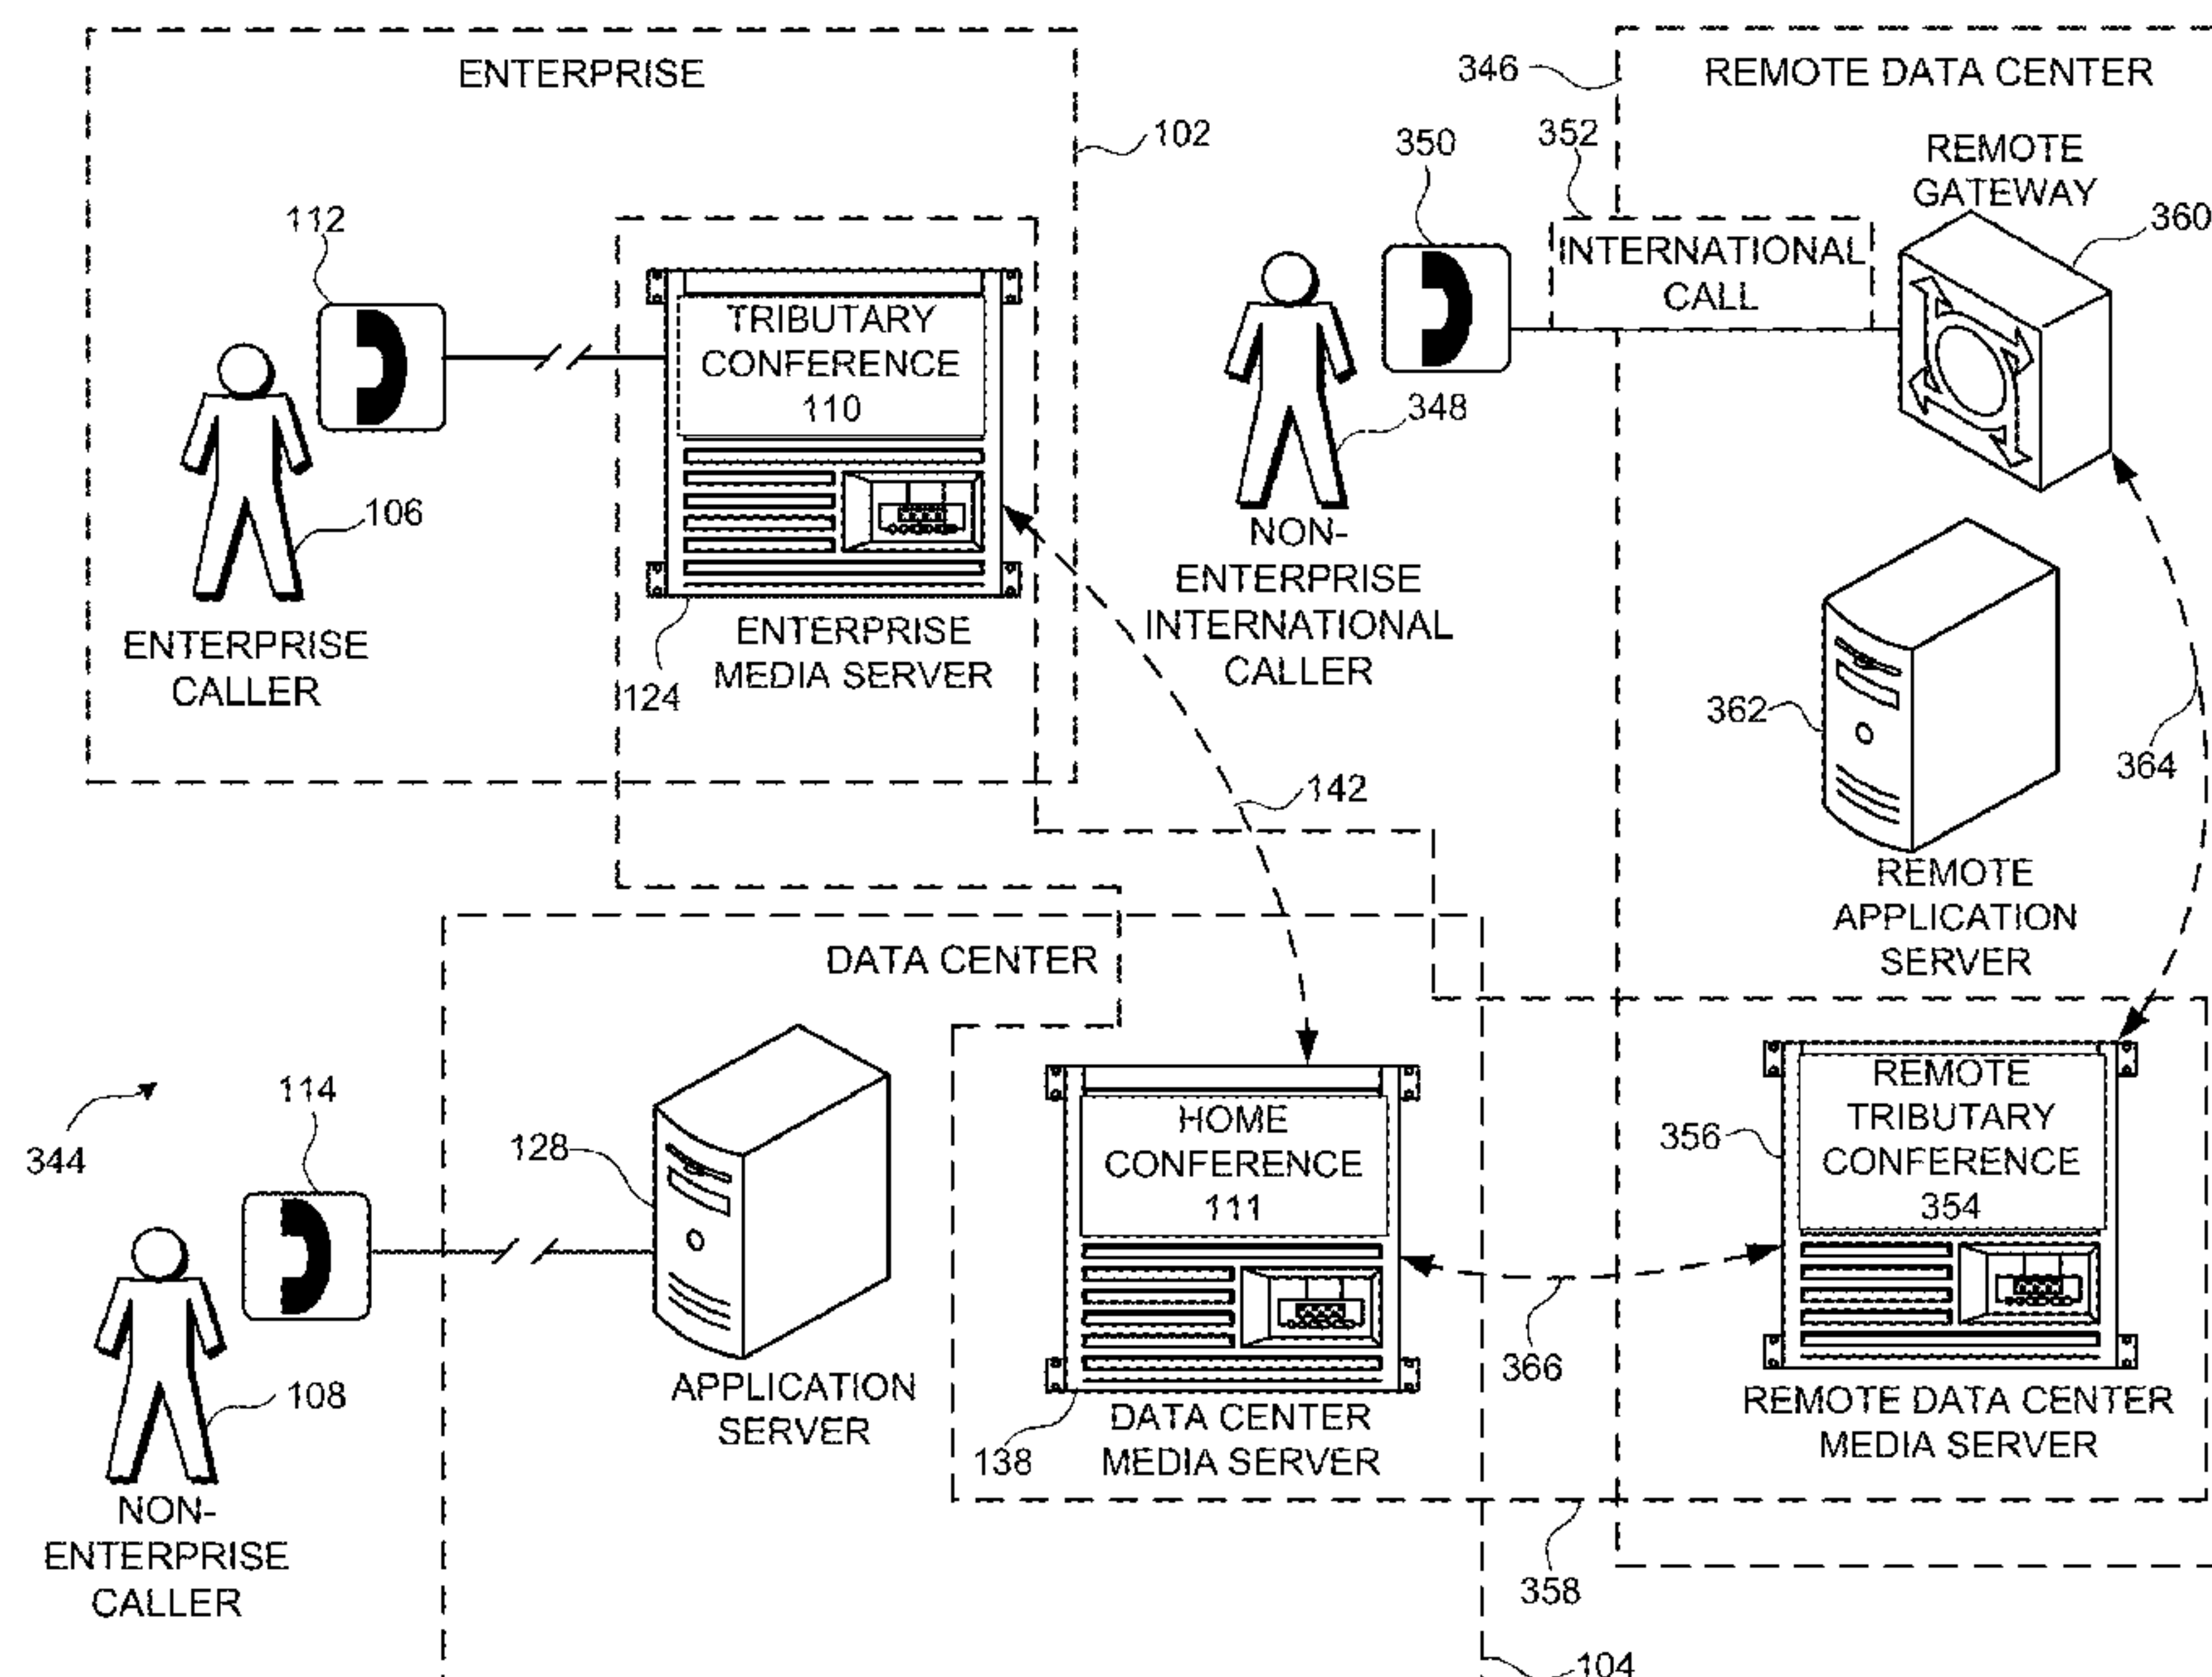 ENTERPRISE
102
112
TRIBUTARY
CONFERENCE
110
106
ENTERPRISE
CALLER
124
ENTERPRISE
MEDIA SERVER
142
346
REMOTE DATA CENTER
352
350
INTERNATIONAL
CALL
REMOTE
GATEWAY
360
348
NON-
ENTERPRISE
INTERNATIONAL
CALLER
362
364
REMOTE
APPLICATION
SERVER
DATA CENTER
344
114
128
108
NON-
ENTERPRISE
CALLER
APPLICATION
SERVER
HOME
CONFERENCE
111
138
DATA CENTER
MEDIA SERVER
366
356
REMOTE
TRIBUTARY
CONFERENCE
354
REMOTE DATA CENTER
MEDIA SERVER
358
104